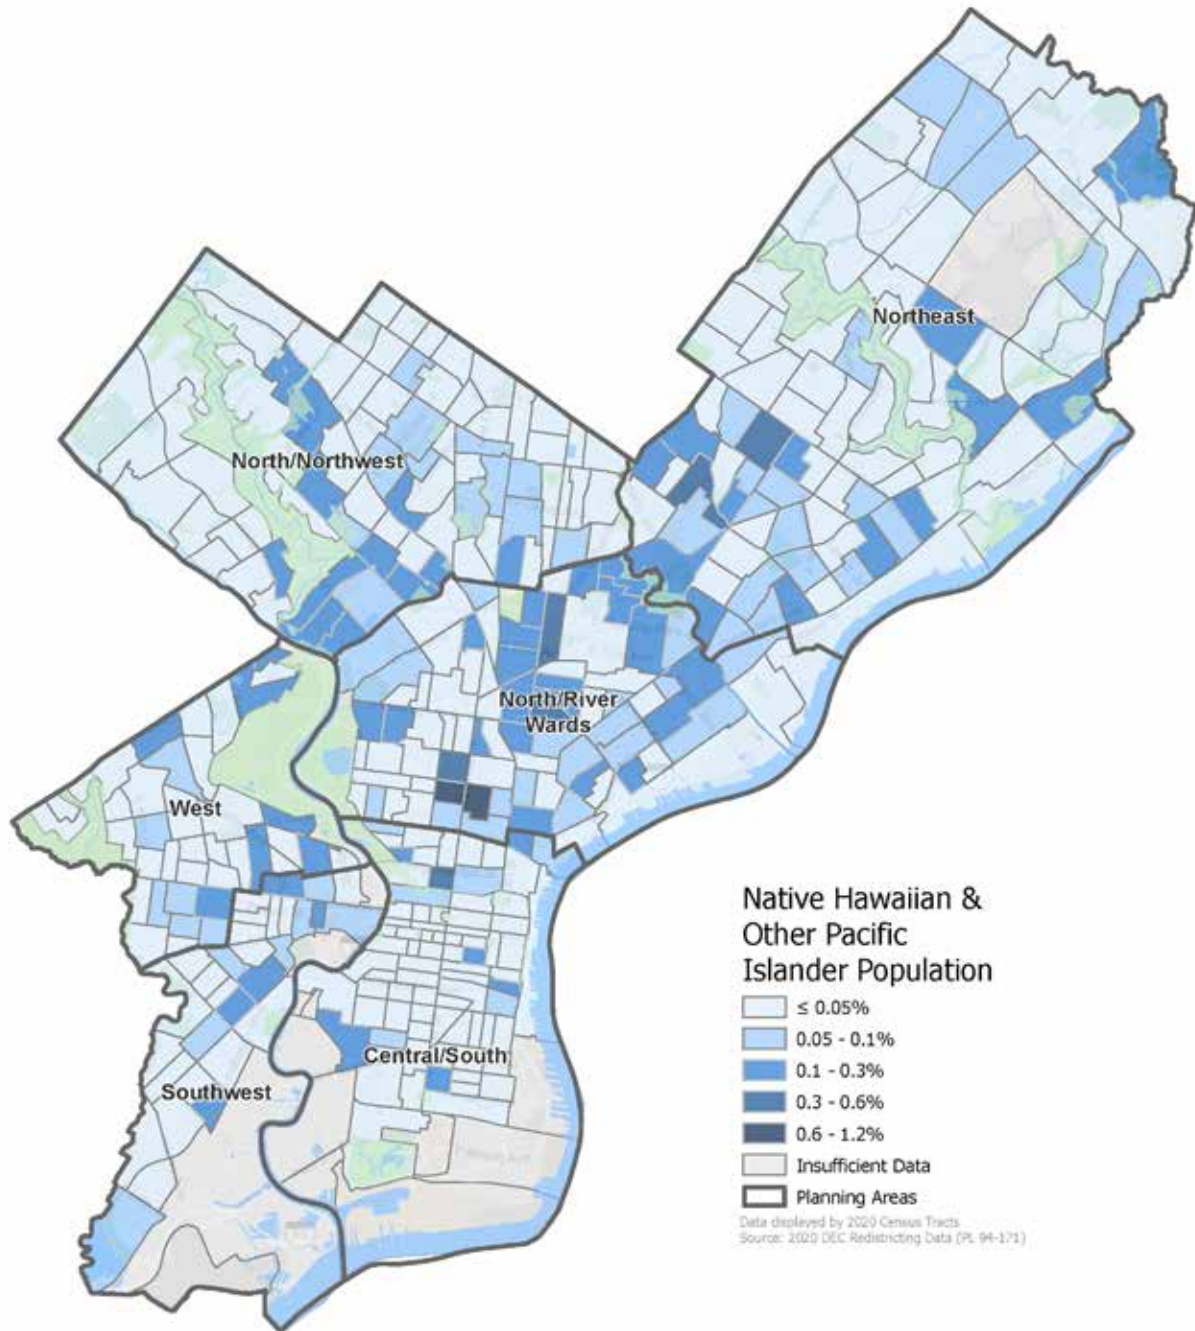 Northeast
North/Northwest
North/River
Wards
West
Central/South
Southwest
Native Hawaiian &
Other Pacific
Islander Population
≤ 0.05%
0.05 - 0.1%
0.1 - 0.3%
0.3 - 0.6%
0.6 - 1.2%
Insufficient Data
Planning Areas
Data displayed by 2020 Census Tracts
Source: 2020 DEC Redistricting Data (PL 94-171)